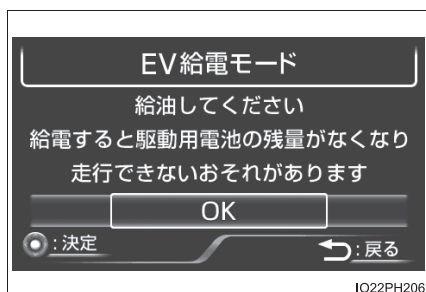 EV給電モード
給油してください
給電すると駆動用電池の残量がなくなり
走行できないおそれがあります
OK
:決定
:戻る
IO22PH206